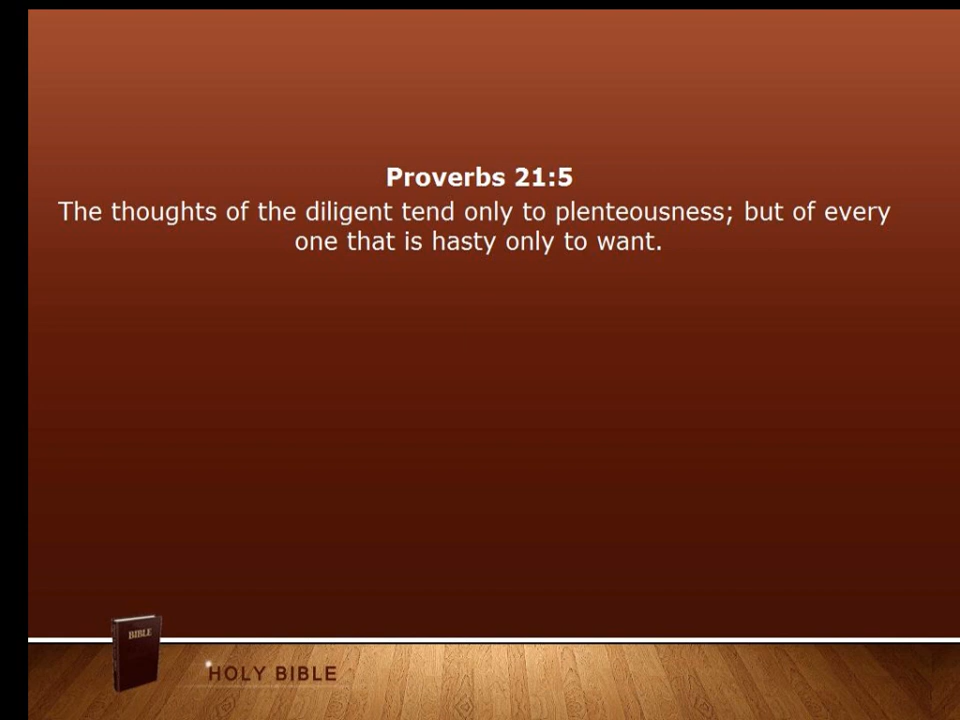 Proverbs 21:5
The thoughts of the diligent tend only to plenteousness; but of every
one that is hasty only to want.
BIBLE
HOLY BIBLE